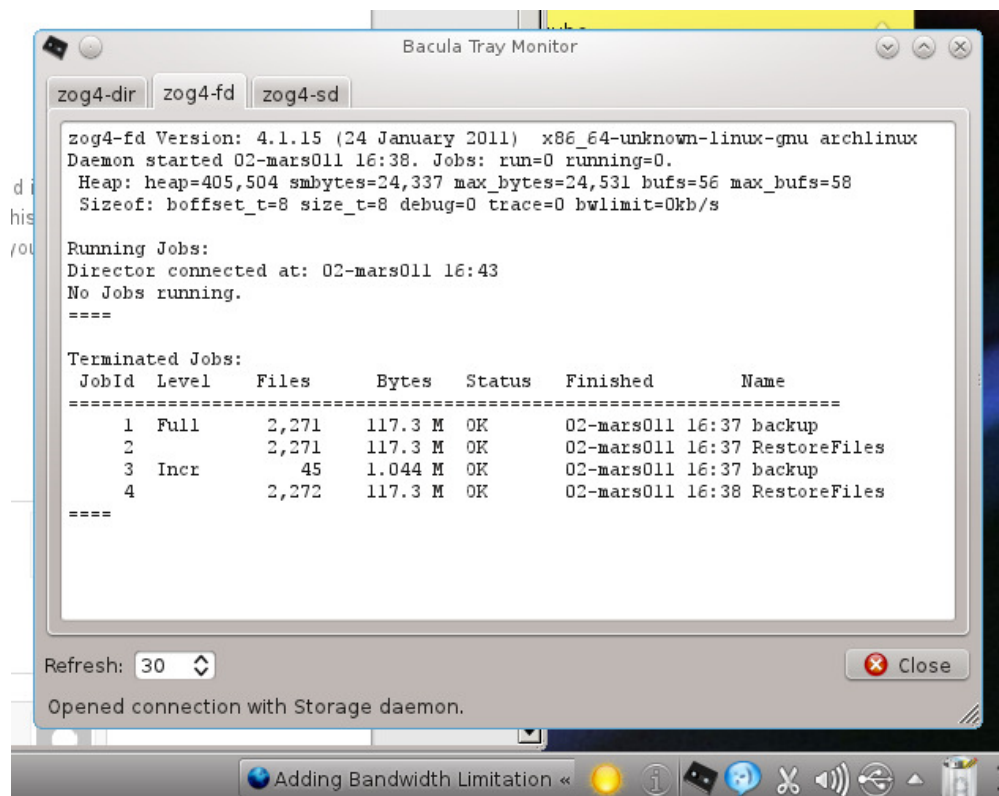 Bacula Tray Monitor
zog4-dir zog4-fd zog4-sd
zog4-fd Version: 4.1.15 (24 January 2011)  x86_64-unknown-linux-gnu archlinux
Daemon started 02-mars011 16:38. Jobs: run=0 running=0.
 Heap: heap=405,504 smbytes=24,337 max_bytes=24,531 bufs=56 max_bufs=58
 Sizeof: boffset_t=8 size_t=8 debug=0 trace=0 bwlimit=0kb/s
Running Jobs:
Director connected at: 02-mars011 16:43
No Jobs running.
====
Terminated Jobs:
 JobId  Level    Files      Bytes   Status   Finished        Name
======================================================================
     1  Full     2,271    117.3 M  OK       02-mars011 16:37 backup
     2           2,271    117.3 M  OK       02-mars011 16:37 RestoreFiles
     3  Incr        45    1.044 M  OK       02-mars011 16:37 backup
     4           2,272    117.3 M  OK       02-mars011 16:38 RestoreFiles
====
Refresh: 30 Close
Opened connection with Storage daemon.
Adding Bandwidth Limitation «